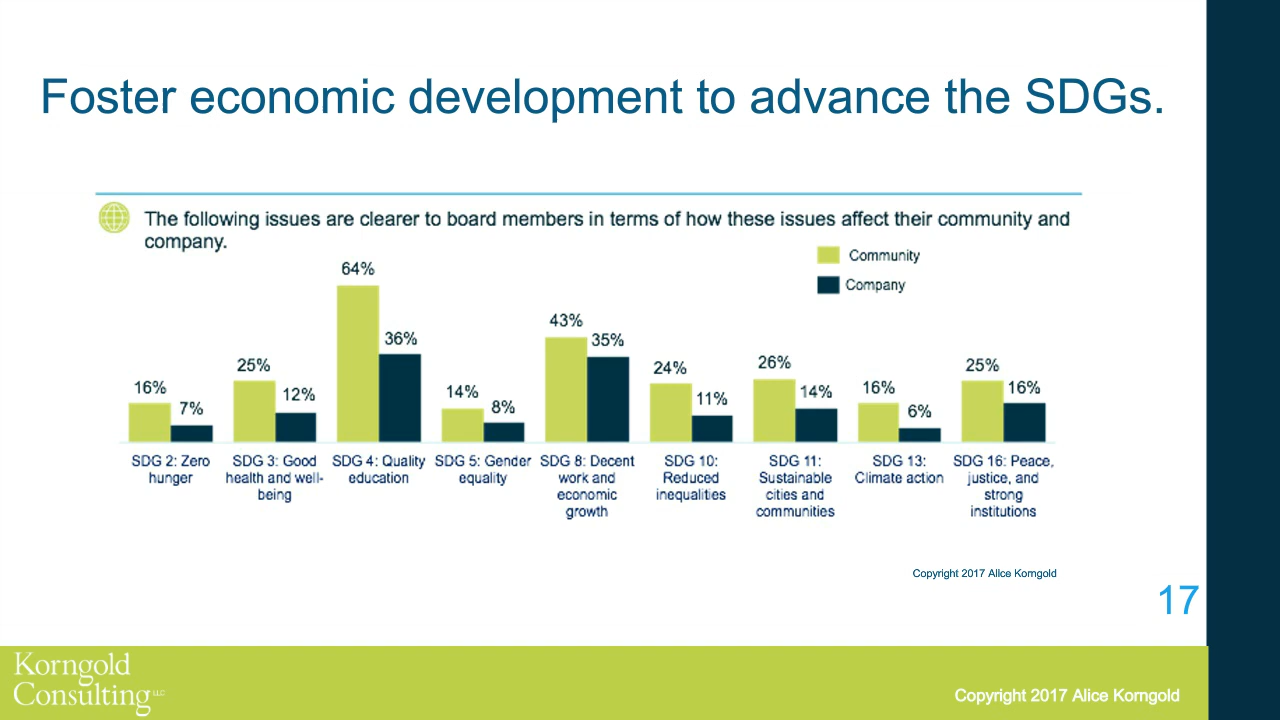 Foster economic development to advance the SDGs.
The following issues are clearer to board members in terms of how these issues affect their community and
company.
Community
Company
64%
36%
43%
35%
25%
12%
16%
7%
14%
8%
24%
11%
26%
14%
16%
6%
25%
16%
SDG 2: Zero
hunger
SDG 3: Good
health and well-
being
SDG 4: Quality
education
SDG 5: Gender
equality
SDG 8: Decent
work and
economic
growth
SDG 10:
Reduced
inequalities
SDG 11:
Sustainable
cities and
communities
SDG 13:
Climate action
SDG 16: Peace,
justice, and
strong
institutions
Copyright 2017 Alice Korngold
17
Korngold
Consulting LLC
Copyright 2017 Alice Korngold